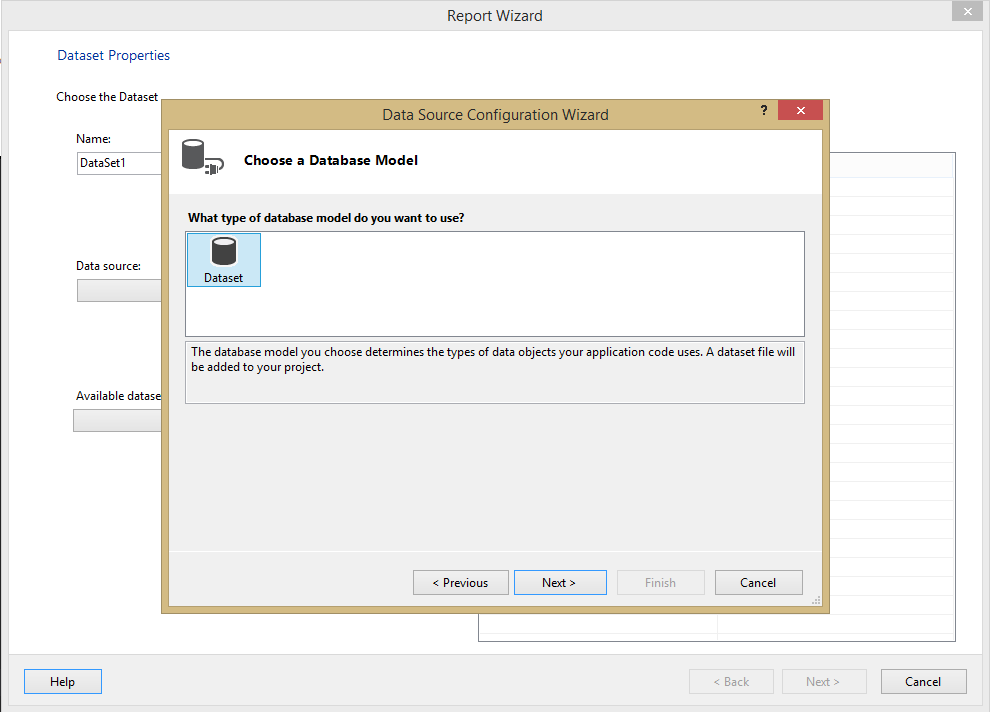 Report Wizard
Dataset Properties
Choose the Dataset
Name:
DataSet1
Data source:
Available datase
Data Source Configuration Wizard
?
Choose a Database Model
What type of database model do you want to use?
Dataset
The database model you choose determines the types of data objects your application code uses. A dataset file will
be added to your project.
< Previous Next > Finish Cancel
Help < Back Next > Cancel